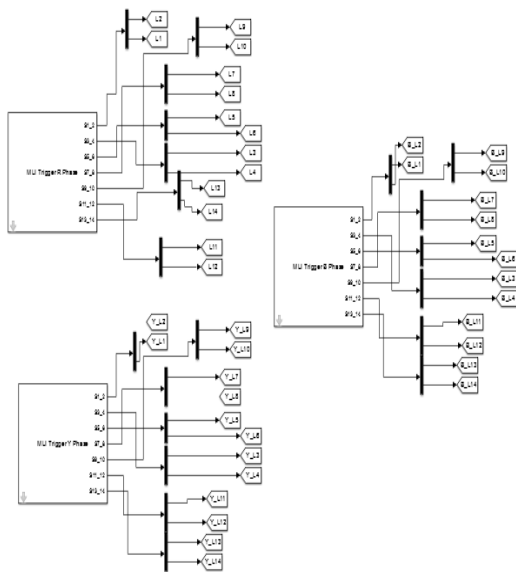 L2
L1
L9
L10
L7
L8
L5
L6
L3
L4
L13
L14
L11
L12
MLI Trigger R Phase
S1_2
S3_4
S5_6
S7_8
S9_10
S11_12
S13_14
B_L2
B_L1
B_L9
B_L10
B_L7
B_L8
B_L5
B_L6
B_L3
B_L4
B_L11
B_L12
B_L13
B_L14
MLI Trigger B Phase
S1_2
S3_4
S5_6
S7_8
S9_10
S11_12
S13_14
Y_L2
Y_L1
Y_L9
Y_L10
Y_L7
Y_L8
Y_L5
Y_L6
Y_L3
Y_L4
Y_L11
Y_L12
Y_L13
Y_L14
MLI Trigger Y Phase
S1_2
S3_4
S5_6
S7_8
S9_10
S11_12
S13_14